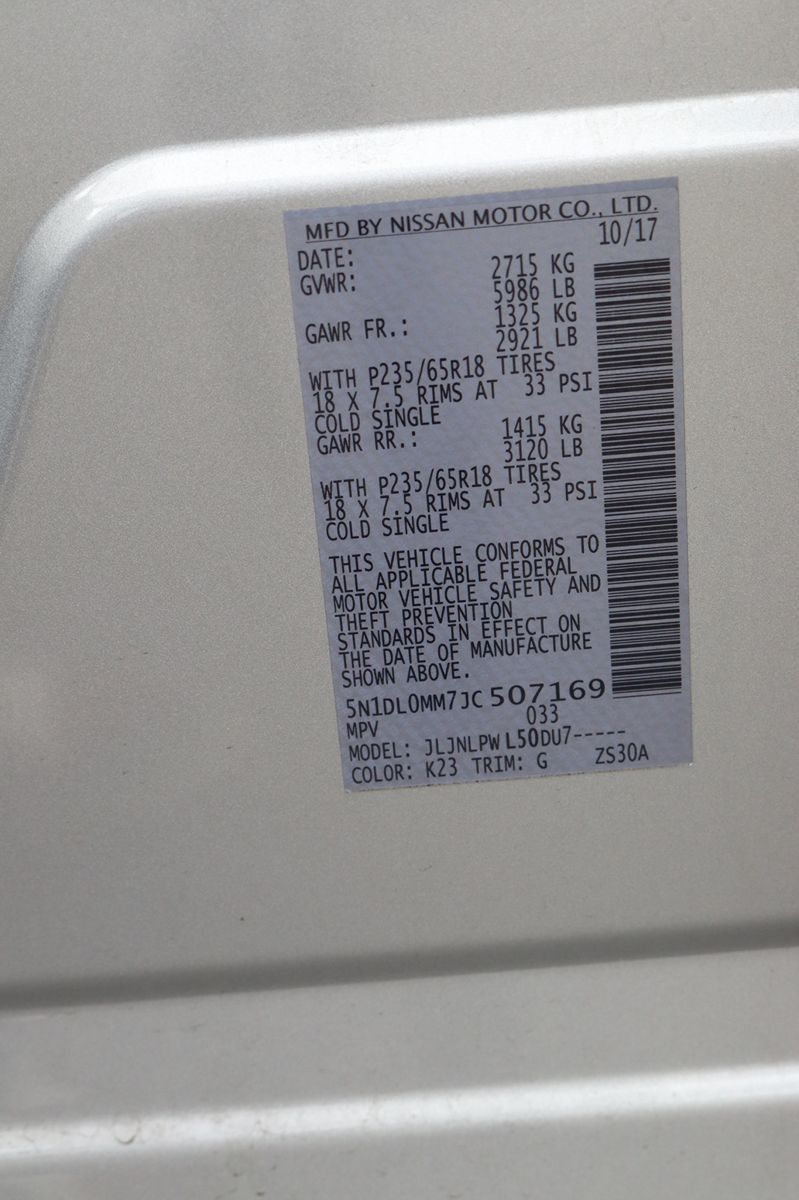 MFD BY NISSAN MOTOR CO., LTD.
DATE: 10/17
GVWR: 2715 KG
5986 LB
GAWR FR.: 1325 KG
2921 LB
WITH P235/65R18 TIRES
18 X 7.5 RIMS AT 33 PSI
COLD SINGLE
GAWR RR.: 1415 KG
3120 LB
WITH P235/65R18 TIRES
18 X 7.5 RIMS AT 33 PSI
COLD SINGLE
THIS VEHICLE CONFORMS TO
ALL APPLICABLE FEDERAL
MOTOR VEHICLE SAFETY AND
THEFT PREVENTION
STANDARDS IN EFFECT ON
THE DATE OF MANUFACTURE
SHOWN ABOVE.
5N1DL0MM7JC 507169
MPV 033
MODEL: JLJNLPW L50DU7-----
COLOR: K23 TRIM: G ZS30A